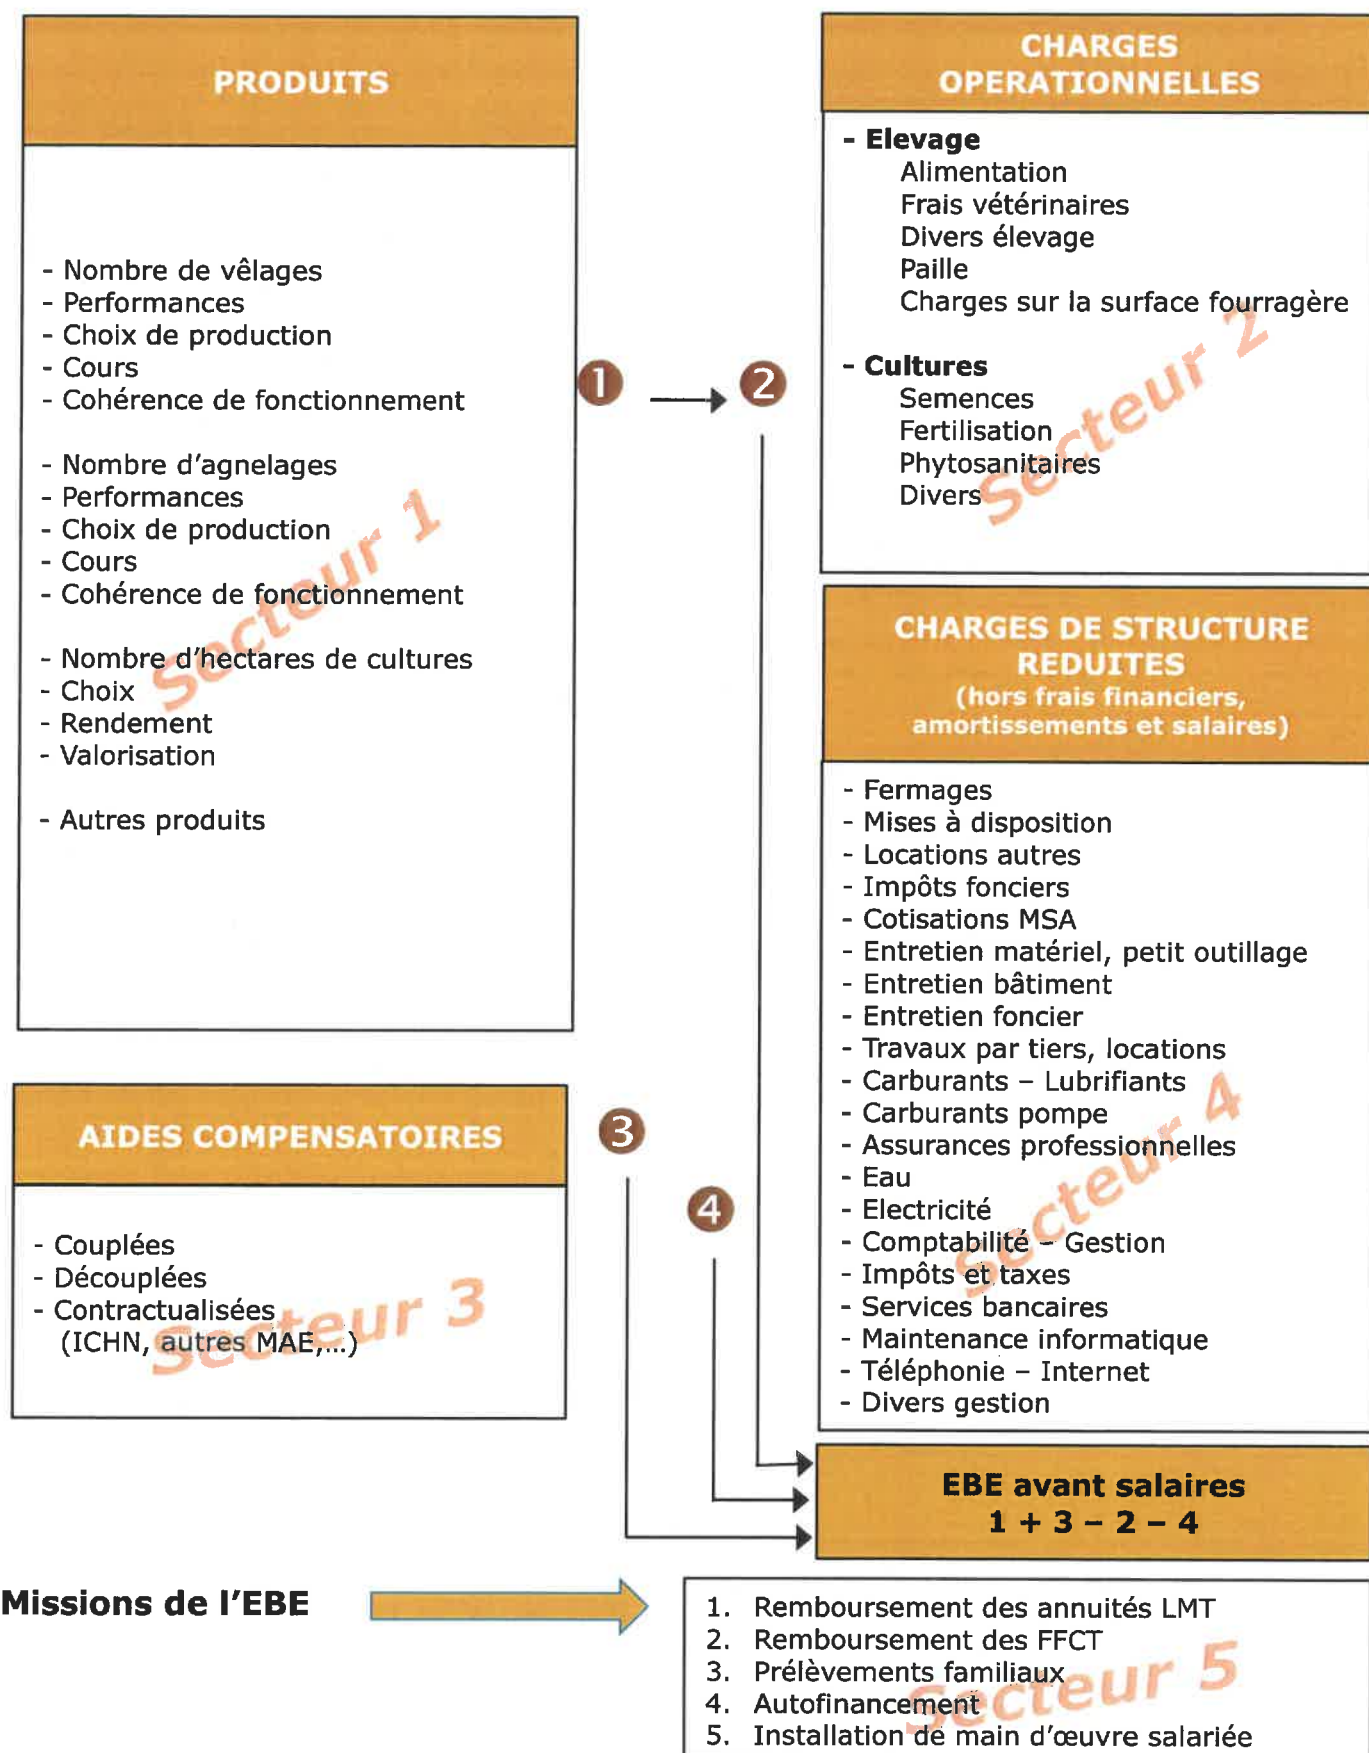 PRODUITS
- Nombre de vêlages
- Performances
- Choix de production
- Cours
- Cohérence de fonctionnement
- Nombre d'agnelages
- Performances
- Choix de production
- Cours
- Cohérence de fonctionnement
- Nombre d'hectares de cultures
- Choix
- Rendement
- Valorisation
- Autres produits
Secteur 1
1
2
CHARGES
OPERATIONNELLES
- Elevage
Alimentation
Frais vétérinaires
Divers élevage
Paille
Charges sur la surface fourragère
- Cultures
Semences
Fertilisation
Phytosanitaires
Divers
Secteur 2
AIDES COMPENSATOIRES
- Couplées
- Découplées
- Contractualisées
(ICHN, autres MAE,...)
Secteur 3
3
4
CHARGES DE STRUCTURE
REDUITES
(hors frais financiers,
amortissements et salaires)
- Fermages
- Mises à disposition
- Locations autres
- Impôts fonciers
- Cotisations MSA
- Entretien matériel, petit outillage
- Entretien bâtiment
- Entretien foncier
- Travaux par tiers, locations
- Carburants – Lubrifiants
- Carburants pompe
- Assurances professionnelles
- Eau
- Electricité
- Comptabilité – Gestion
- Impôts et taxes
- Services bancaires
- Maintenance informatique
- Téléphonie – Internet
- Divers gestion
Secteur 4
EBE avant salaires
1 + 3 – 2 – 4
Missions de l'EBE
1. Remboursement des annuités LMT
2. Remboursement des FFCT
3. Prélèvements familiaux
4. Autofinancement
5. Installation de main d'œuvre salariée
Secteur 5